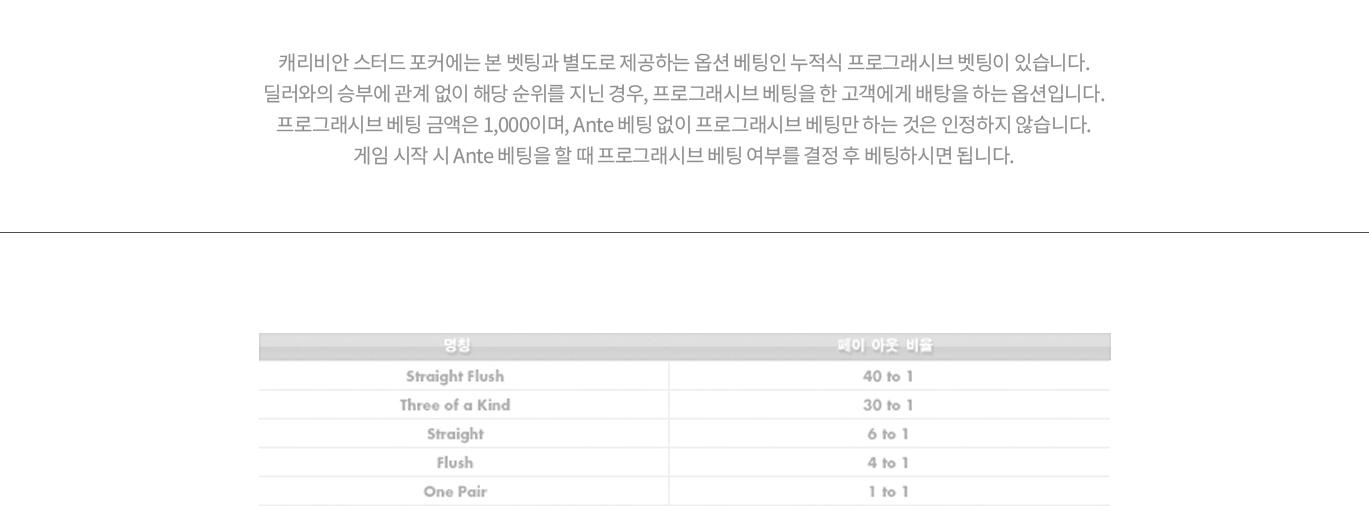 캐리비안 스터드 포커에는 본 벳팅과 별도로 제공하는 옵션 베팅인 누적식 프로그래시브 벳팅이 있습니다.
딜러와의 승부에 관계 없이 해당 순위를 지닌 경우, 프로그래시브 베팅을 한 고객에게 배탕을 하는 옵션입니다.
프로그래시브 베팅 금액은 1,000이며, Ante 베팅 없이 프로그래시브 베팅만 하는 것은 인정하지 않습니다.
게임 시작 시 Ante 베팅을 할 때 프로그래시브 베팅 여부를 결정 후 베팅하시면 됩니다.
명칭 페이 아웃 비율
Straight Flush 40 to 1
Three of a Kind 30 to 1
Straight 6 to 1
Flush 4 to 1
One Pair 1 to 1